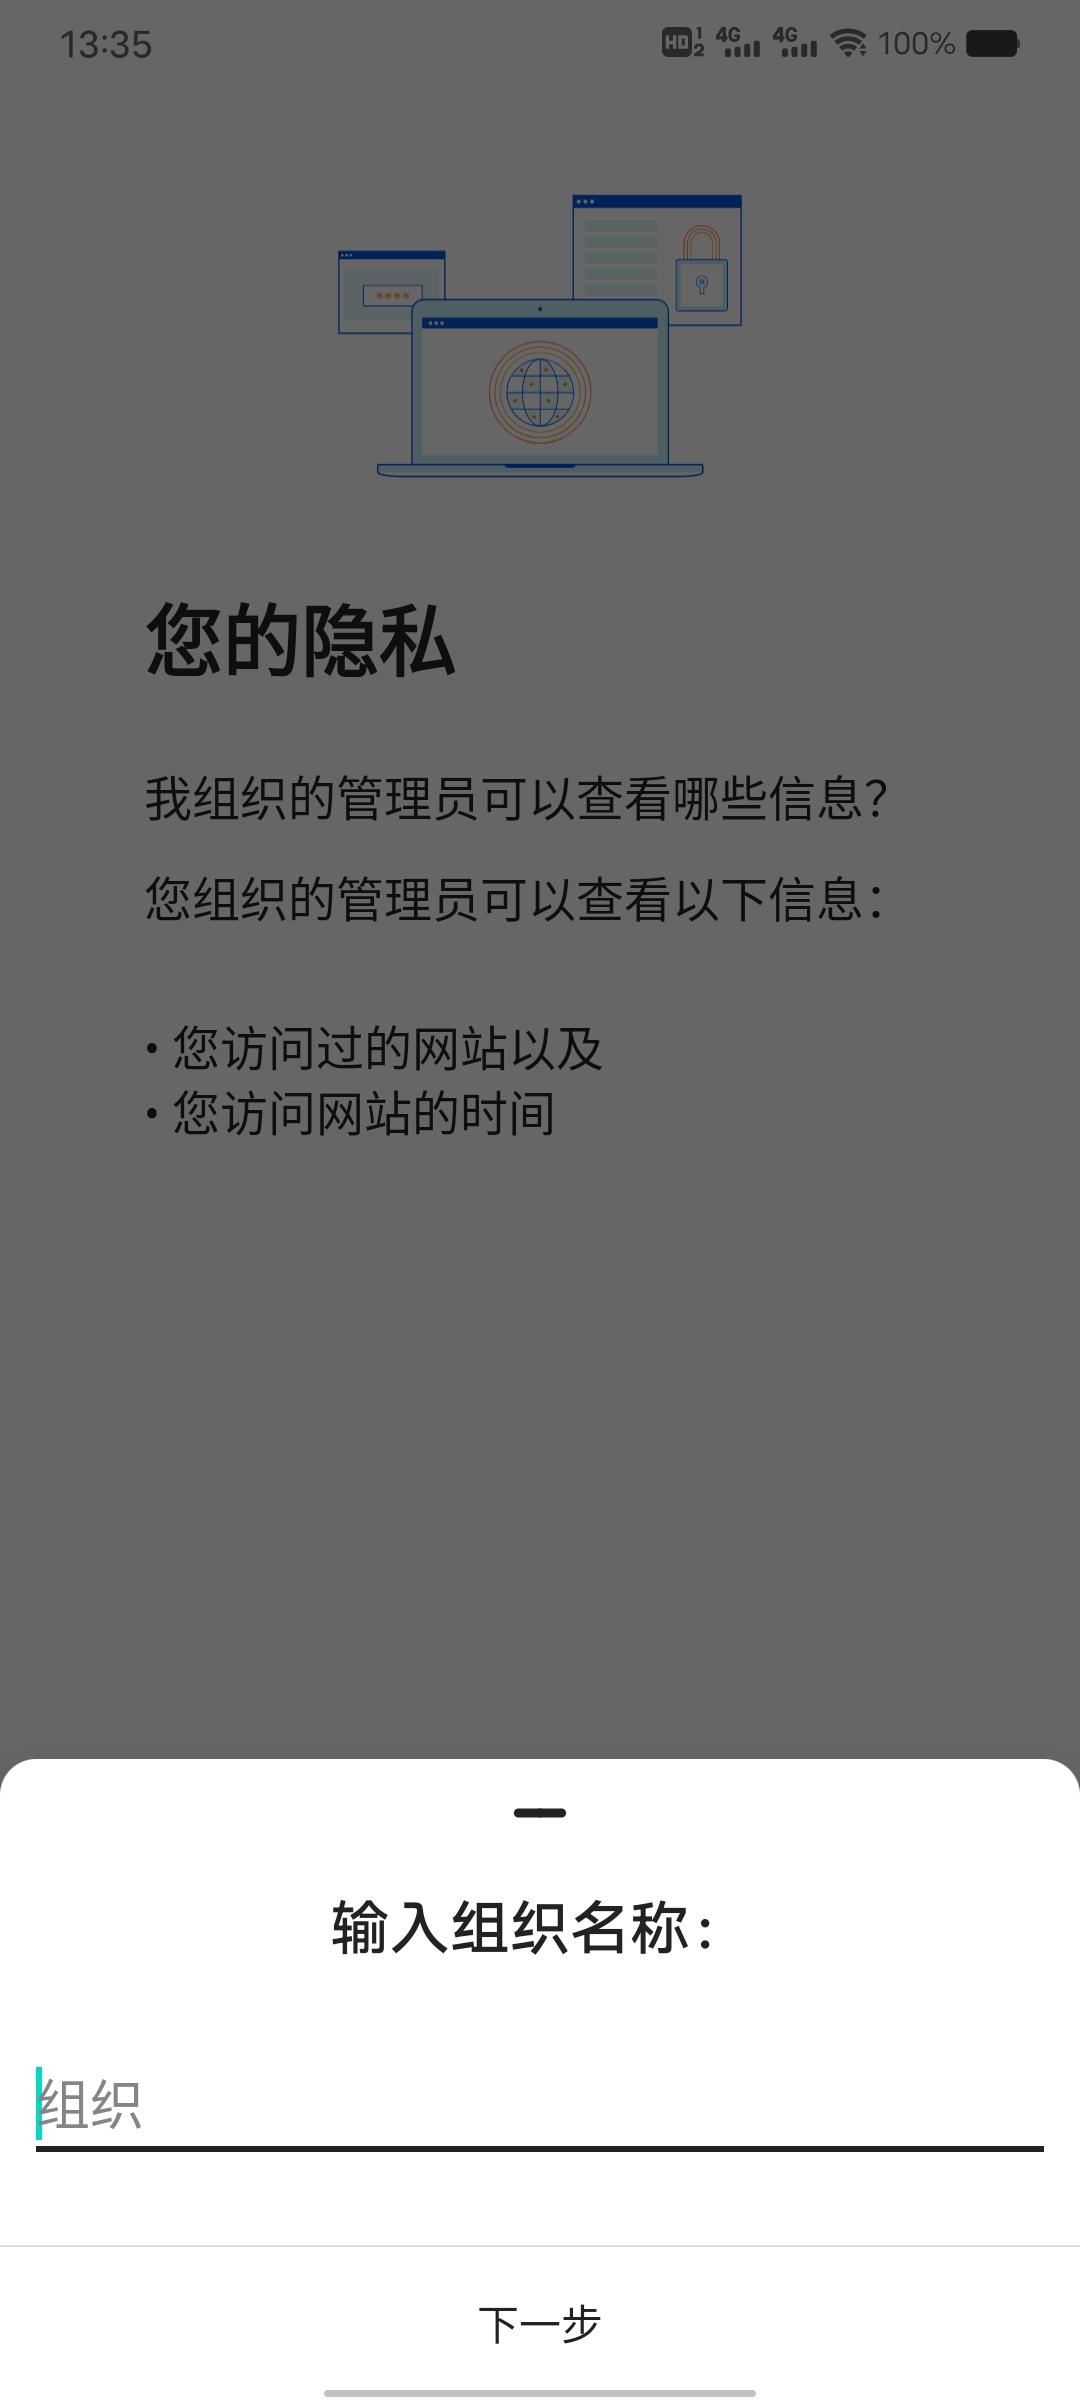 13:35
HD 1 2 4G 4G 100%
****
您的隐私
我组织的管理员可以查看哪些信息?
您组织的管理员可以查看以下信息:
• 您访问过的网站以及
• 您访问网站的时间
输入组织名称:
组织
下一步